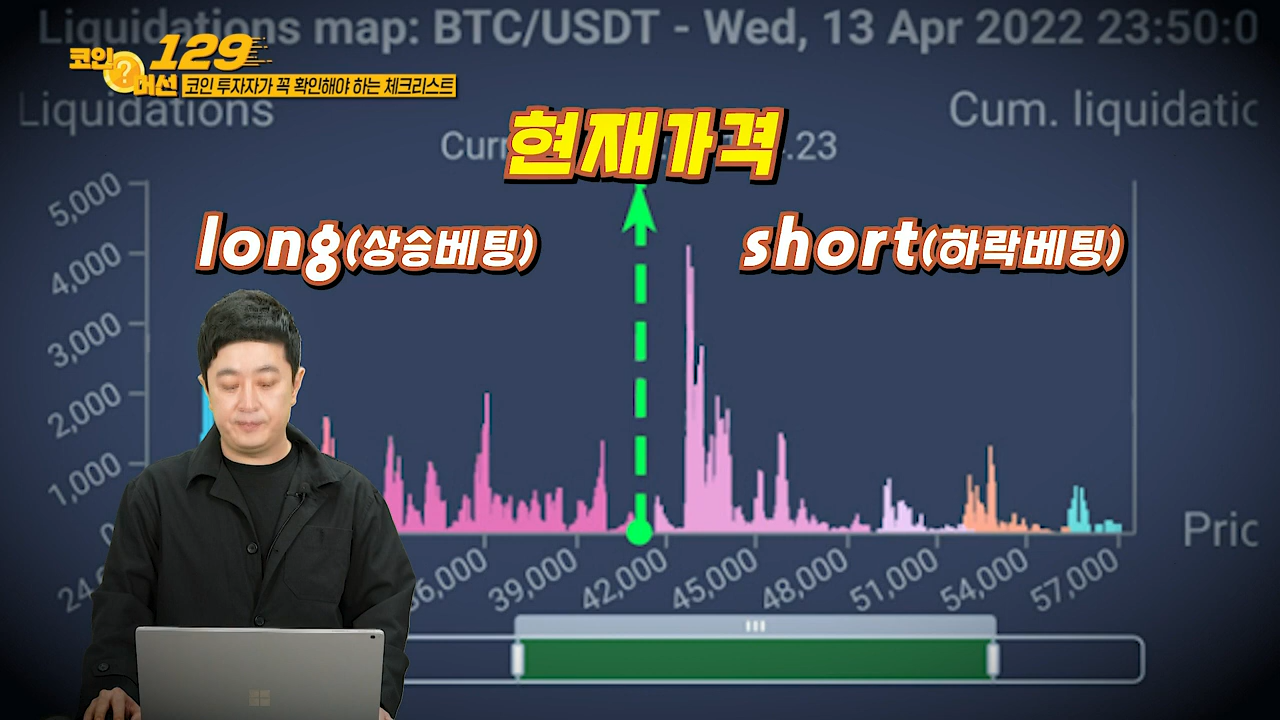 Liquidations map: BTC/USDT - Wed, 13 Apr 2022 23:50:0
코인 129
머선
코인 투자자가 꼭 확인해야 하는 체크리스트
Liquidations
Cum. liquidatic
현재가격
.23
long(상승베팅)
short(하락베팅)
5,000
4,000
3,000
2,000
1,000
0
36,000
39,000
42,000
45,000
48,000
51,000
54,000
57,000
Pric